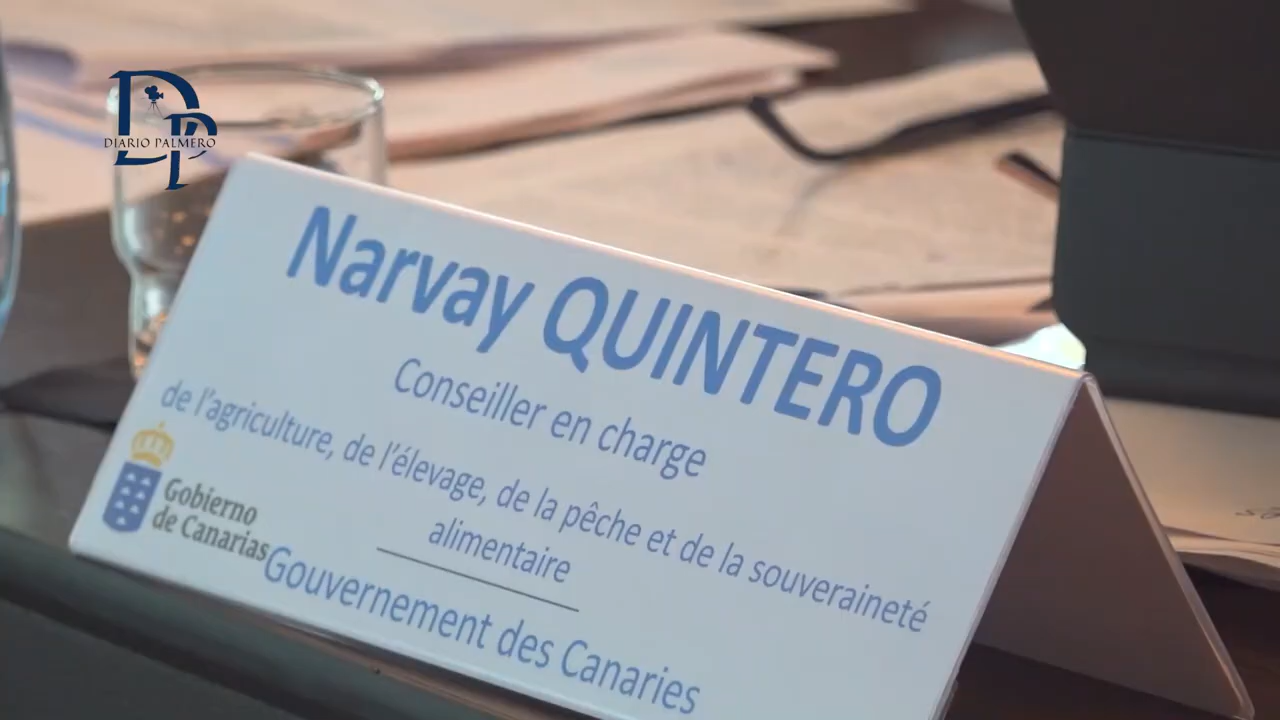 DIARIO PALMERO
Narvay QUINTERO
Conseiller en charge
de l'agriculture, de l'élevage, de la pêche et de la souveraineté
alimentaire
Gobierno
de Canarias
Gouvernement des Canaries